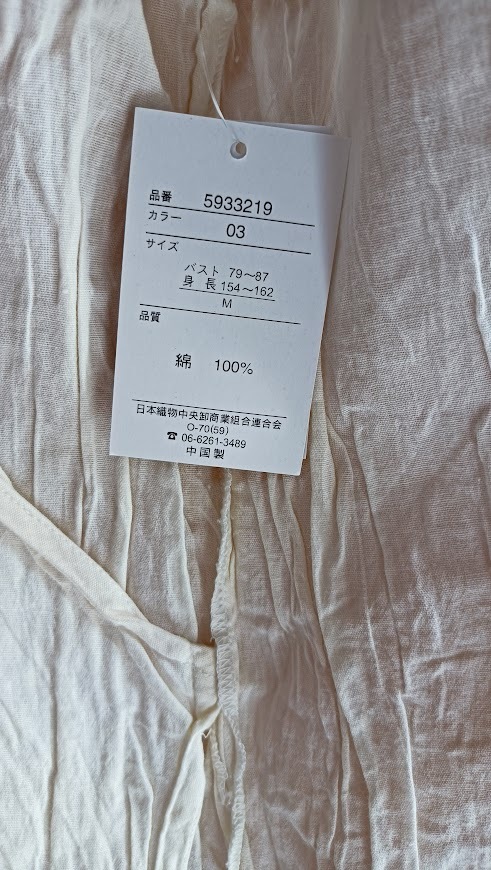 品番 5933219
カラー 03
サイズ
バスト 79〜87
身 長 154〜162
M
品質
綿 100%
日本織物中央卸商業組合連合会
O-70(59)
☎ 06-6261-3489
中国製